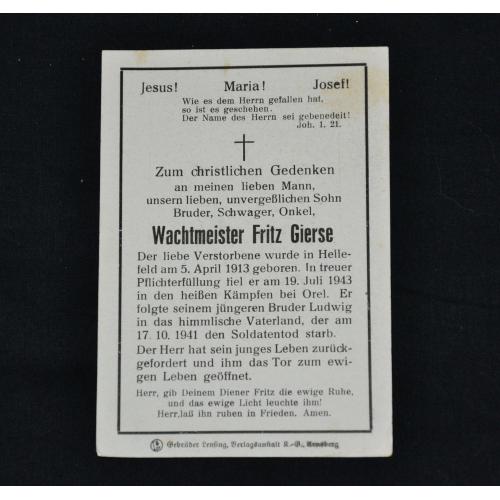 Jesus! Maria! Josef!
Wie es dem Herrn gefallen hat,
so ist es geschehen.
Der Name des Herrn sei gebenedeit!
Joh. 1. 21.
Zum christlichen Gedenken
an meinen lieben Mann,
unsern lieben, unvergeßlichen Sohn
Bruder, Schwager, Onkel,
Wachtmeister Fritz Gierse
Der liebe Verstorbene wurde in Helle-
feld am 5. April 1913 geboren. In treuer
Pflichterfüllung fiel er am 19. Juli 1943
in den heißen Kämpfen bei Orel. Er
folgte seinem jüngeren Bruder Ludwig
in das himmlische Vaterland, der am
17. 10. 1941 den Soldatentod starb.
Der Herr hat sein junges Leben zurück-
gefordert und ihm das Tor zum ewi-
gen Leben geöffnet.
Herr, gib Deinem Diener Fritz die ewige Ruhe,
und das ewige Licht leuchte ihm!
Herr, laß ihn ruhen in Frieden. Amen.
Gebrüder Lensing, Verlagsanstalt K.-G., Arnsberg